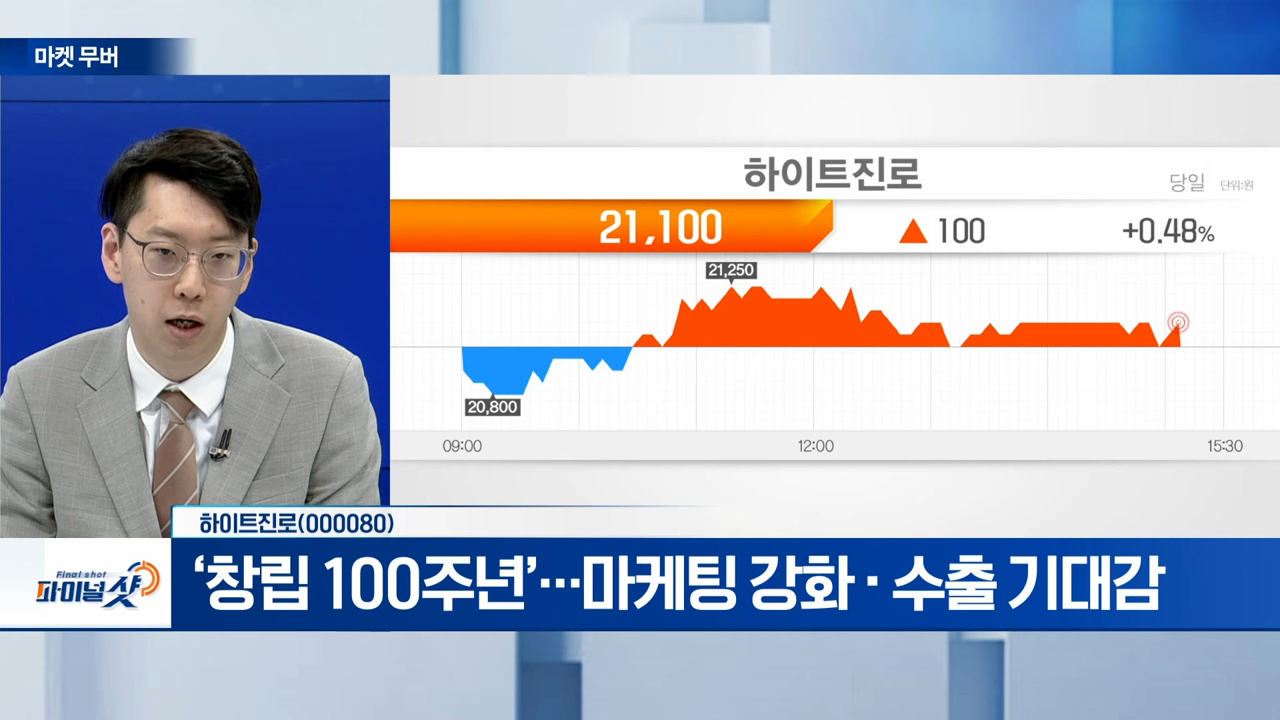 마켓 무버
하이트진로
당일 단위:원
21,100 ▲ 100 +0.48%
21,250
20,800
09:00 12:00 15:30
하이트진로(000080)
Final shot
파이널샷
‘창립 100주년’…마케팅 강화·수출 기대감